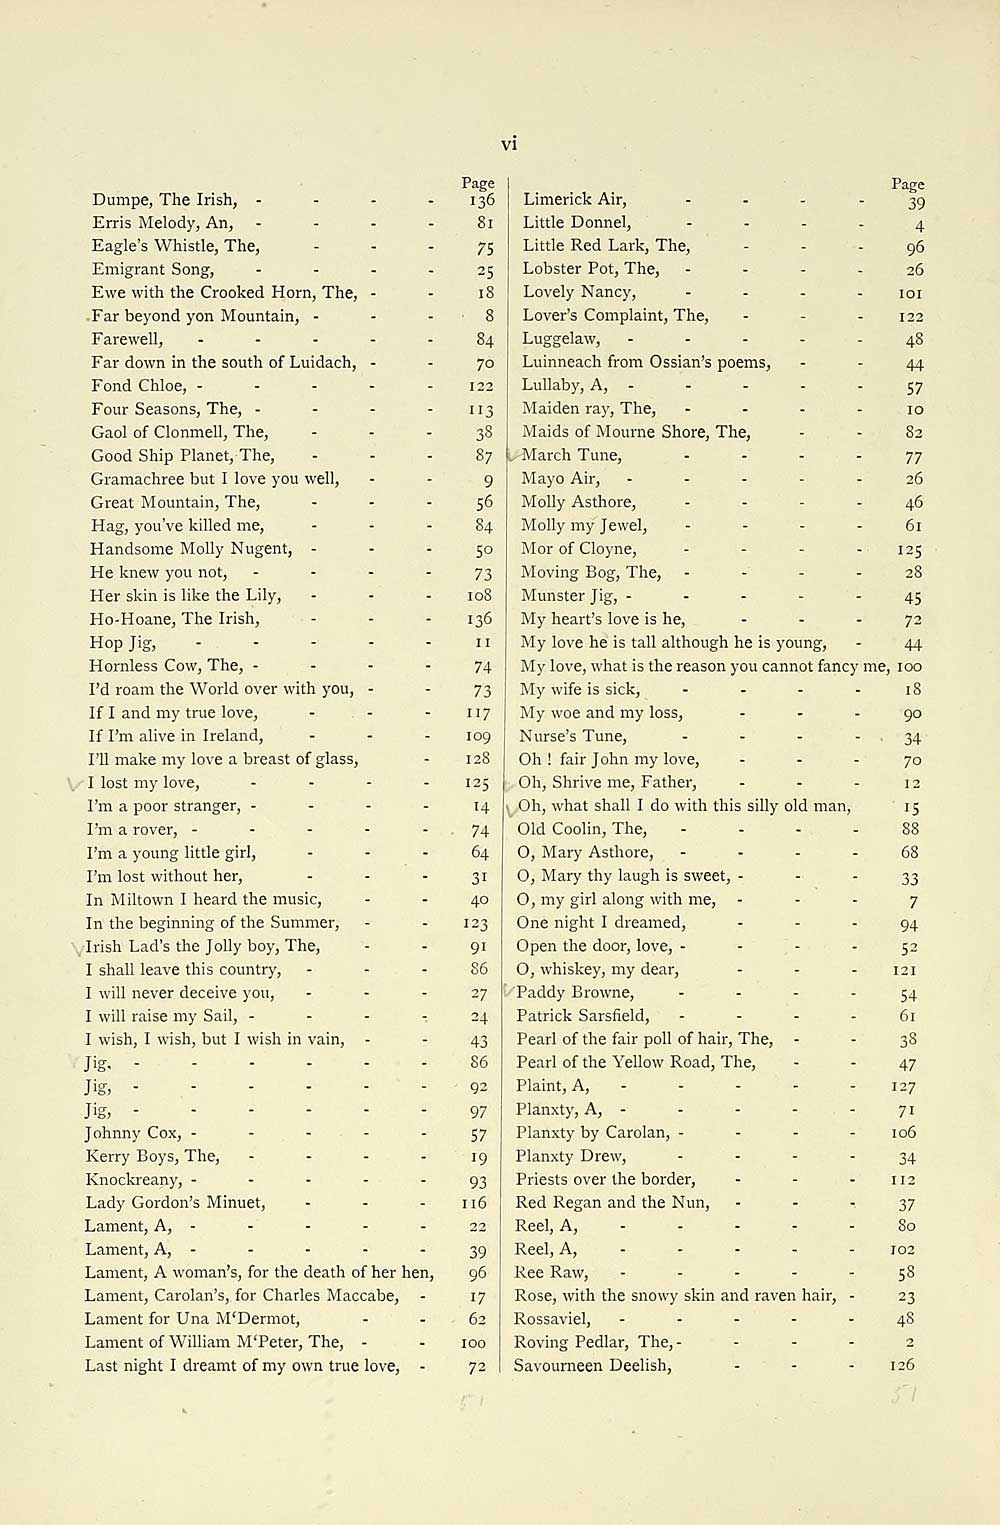 vi
Page
Dumpe, The Irish, - - - - 136
Erris Melody, An, - - - - 81
Eagle's Whistle, The, - - - 75
Emigrant Song, - - - - 25
Ewe with the Crooked Horn, The, - - 18
Far beyond yon Mountain, - - - 8
Farewell, - - - - - 84
Far down in the south of Luidach, - - 70
Fond Chloe, - - - - - 122
Four Seasons, The, - - - - 113
Gaol of Clonmell, The, - - - 38
Good Ship Planet, The, - - - 87
Gramachree but I love you well, - - 9
Great Mountain, The, - - - 56
Hag, you've killed me, - - - 84
Handsome Molly Nugent, - - - 50
He knew you not, - - - - 73
Her skin is like the Lily, - - - 108
Ho-Hoane, The Irish, - - - 136
Hop Jig, - - - - - 11
Hornless Cow, The, - - - - 74
I'd roam the World over with you, - - 73
If I and my true love, - - - 117
If I'm alive in Ireland, - - - 109
I'll make my love a breast of glass, - 128
I lost my love, - - - - 125
I'm a poor stranger, - - - - 14
I'm a rover, - - - - - 74
I'm a young little girl, - - - 64
I'm lost without her, - - - 31
In Miltown I heard the music, - - 40
In the beginning of the Summer, - - 123
Irish Lad's the Jolly boy, The, - - 91
I shall leave this country, - - - 86
I will never deceive you, - - - 27
I will raise my Sail, - - - - 24
I wish, I wish, but I wish in vain, - - 43
Jig, - - - - - - 86
Jig, - - - - - - 92
Jig, - - - - - - 97
Johnny Cox, - - - - - 57
Kerry Boys, The, - - - - 19
Knockreany, - - - - - 93
Lady Gordon's Minuet, - - - 116
Lament, A, - - - - - 22
Lament, A, - - - - - 39
Lament, A woman's, for the death of her hen, 96
Lament, Carolan's, for Charles Maccabe, - 17
Lament for Una M'Dermot, - - 62
Lament of William M'Peter, The, - - 100
Last night I dreamt of my own true love, - 72
51
Page
Limerick Air, - - - - 39
Little Donnel, - - - - 4
Little Red Lark, The, - - - 96
Lobster Pot, The, - - - - 26
Lovely Nancy, - - - - 101
Lover's Complaint, The, - - - 122
Luggelaw, - - - - - 48
Luinneach from Ossian's poems, - - 44
Lullaby, A, - - - - - 57
Maiden ray, The, - - - - 10
Maids of Mourne Shore, The, - - 82
March Tune, - - - - 77
Mayo Air, - - - - - 26
Molly Asthore, - - - - 46
Molly my Jewel, - - - - 61
Mor of Cloyne, - - - - 125
Moving Bog, The, - - - - 28
Munster Jig, - - - - - 45
My heart's love is he, - - - 72
My love he is tall although he is young, - 44
My love, what is the reason you cannot fancy me, 100
My wife is sick, - - - - 18
My woe and my loss, - - - 90
Nurse's Tune, - - - - 34
Oh! fair John my love, - - - 70
Oh, Shrive me, Father, - - - 12
Oh, what shall I do with this silly old man, 15
Old Coolin, The, - - - - 88
O, Mary Asthore, - - - - 68
O, Mary thy laugh is sweet, - - - 33
O, my girl along with me, - - - 7
One night I dreamed, - - - 94
Open the door, love, - - - - 52
O, whiskey, my dear, - - - 121
Paddy Browne, - - - - 54
Patrick Sarsfield, - - - - 61
Pearl of the fair poll of hair, The, - - 38
Pearl of the Yellow Road, The, - - 47
Plaint, A, - - - - - 127
Planxty, A, - - - - - 71
Planxty by Carolan, - - - - 106
Planxty Drew, - - - - 34
Priests over the border, - - - 112
Red Regan and the Nun, - - - 37
Reel, A, - - - - - 80
Reel, A, - - - - - 102
Ree Raw, - - - - - 58
Rose, with the snowy skin and raven hair, - 23
Rossaviel, - - - - - 48
Roving Pedlar, The, - - - - 2
Savourneen Deelish, - - - 126
51